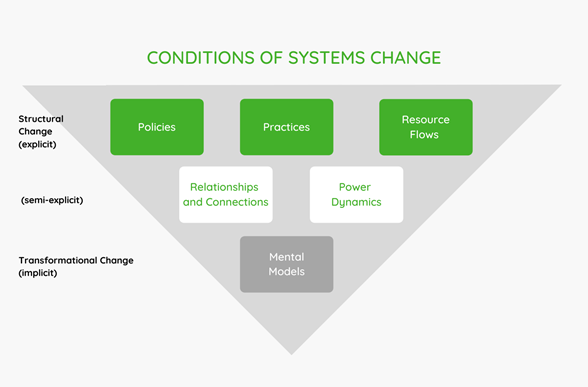 CONDITIONS OF SYSTEMS CHANGE
Structural
Change
(explicit)
Policies
Practices
Resource
Flows
(semi-explicit)
Relationships
and Connections
Power
Dynamics
Transformational Change
(implicit)
Mental
Models